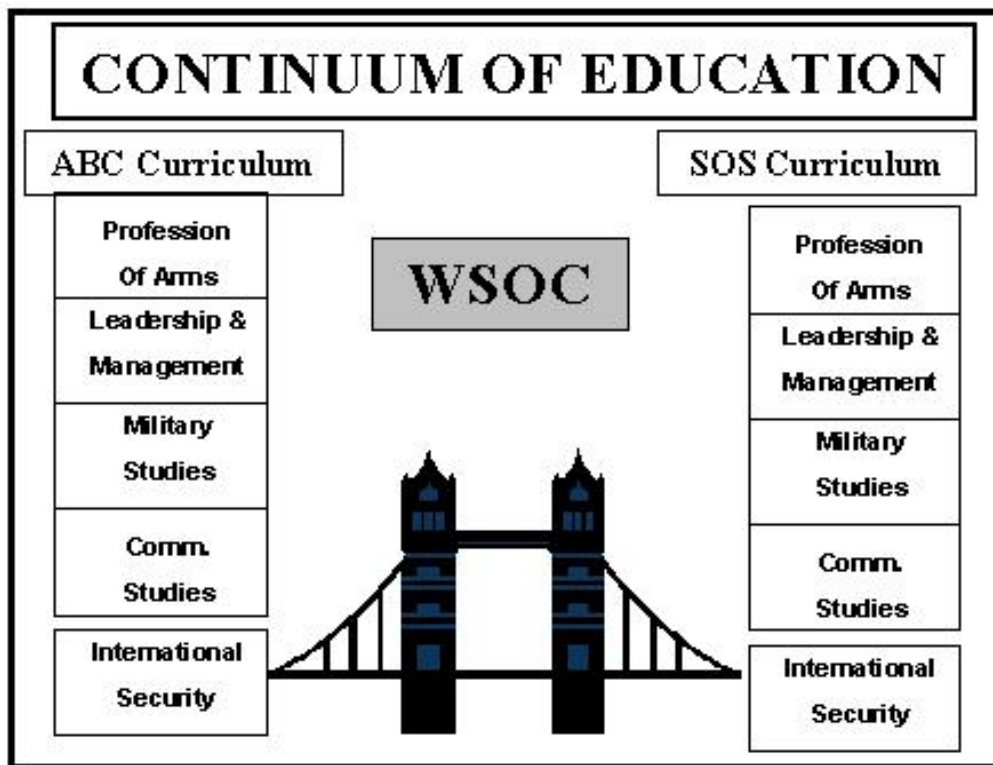 CONTINUUM OF EDUCATION
ABC Curriculum
Profession
Of Arms
Leadership &
Management
Military
Studies
Comm.
Studies
International
Security
WSOC
SOS Curriculum
Profession
Of Arms
Leadership &
Management
Military
Studies
Comm.
Studies
International
Security